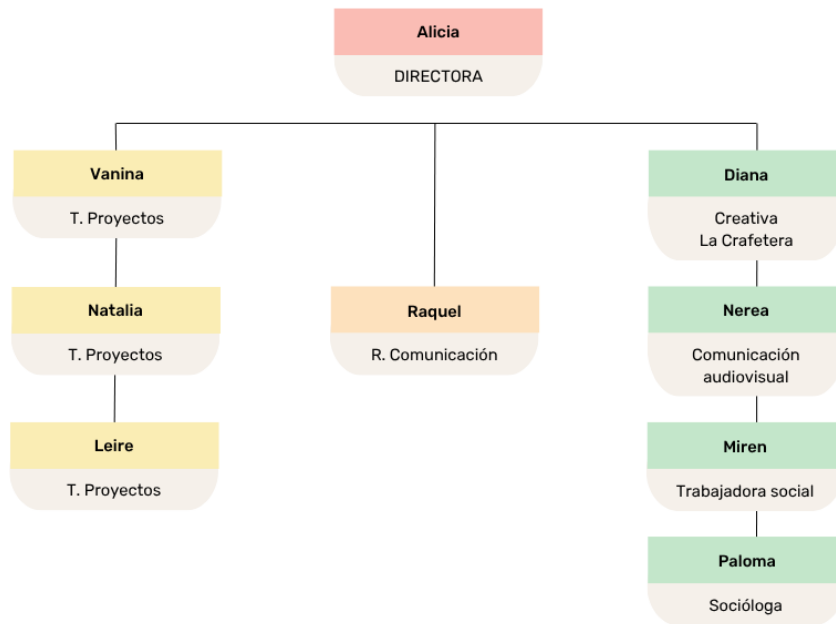 Alicia
DIRECTORA
Vanina
T. Proyectos
Natalia
T. Proyectos
Leire
T. Proyectos
Raquel
R. Comunicación
Diana
Creativa
La Crafetera
Nerea
Comunicación
audiovisual
Miren
Trabajadora social
Paloma
Socióloga